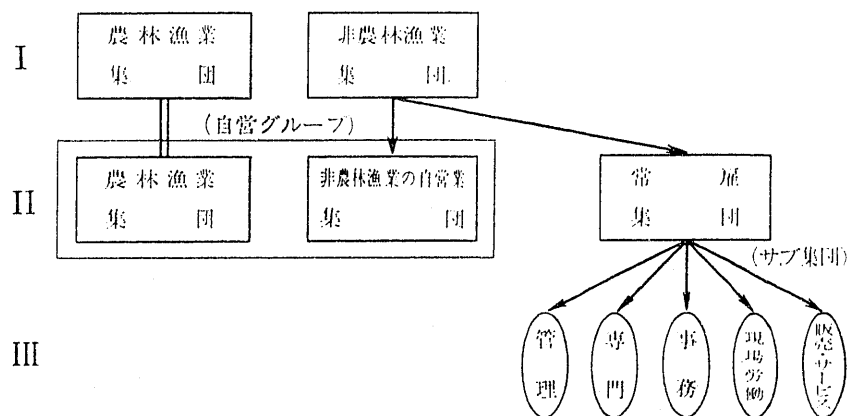 I
農林漁業
集団
非農林漁業
集団
(自営グループ)
II
農林漁業
集団
非農林漁業の自営業
集団
常雇
集団
(サブ集団)
III
管理
専門
事務
現場労働
販売・サービス